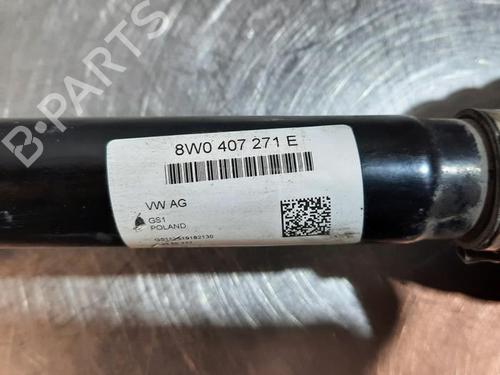 B-PARTS
8W0 407 271 E
VW AG
GS1
POLAND